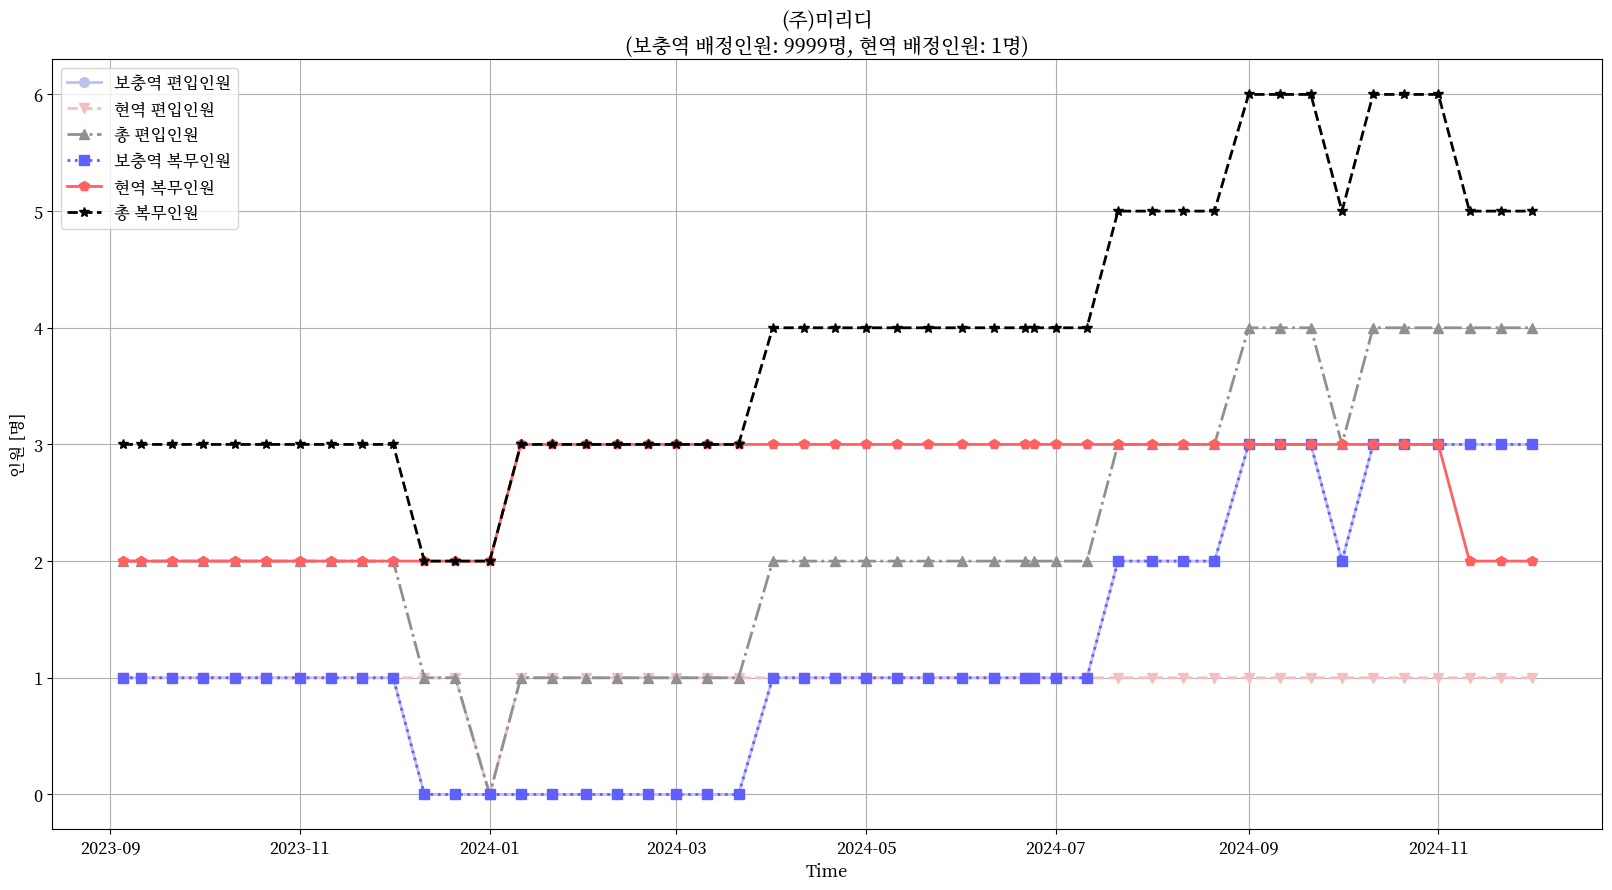 (주)미리디
(보충역 배정인원: 9999명, 현역 배정인원: 1명)
보충역 편입인원
현역 편입인원
총 편입인원
보충역 복무인원
현역 복무인원
총 복무인원
인원 [명]
6
5
4
3
2
1
0
2023-09
2023-11
2024-01
2024-03
2024-05
2024-07
2024-09
2024-11
Time